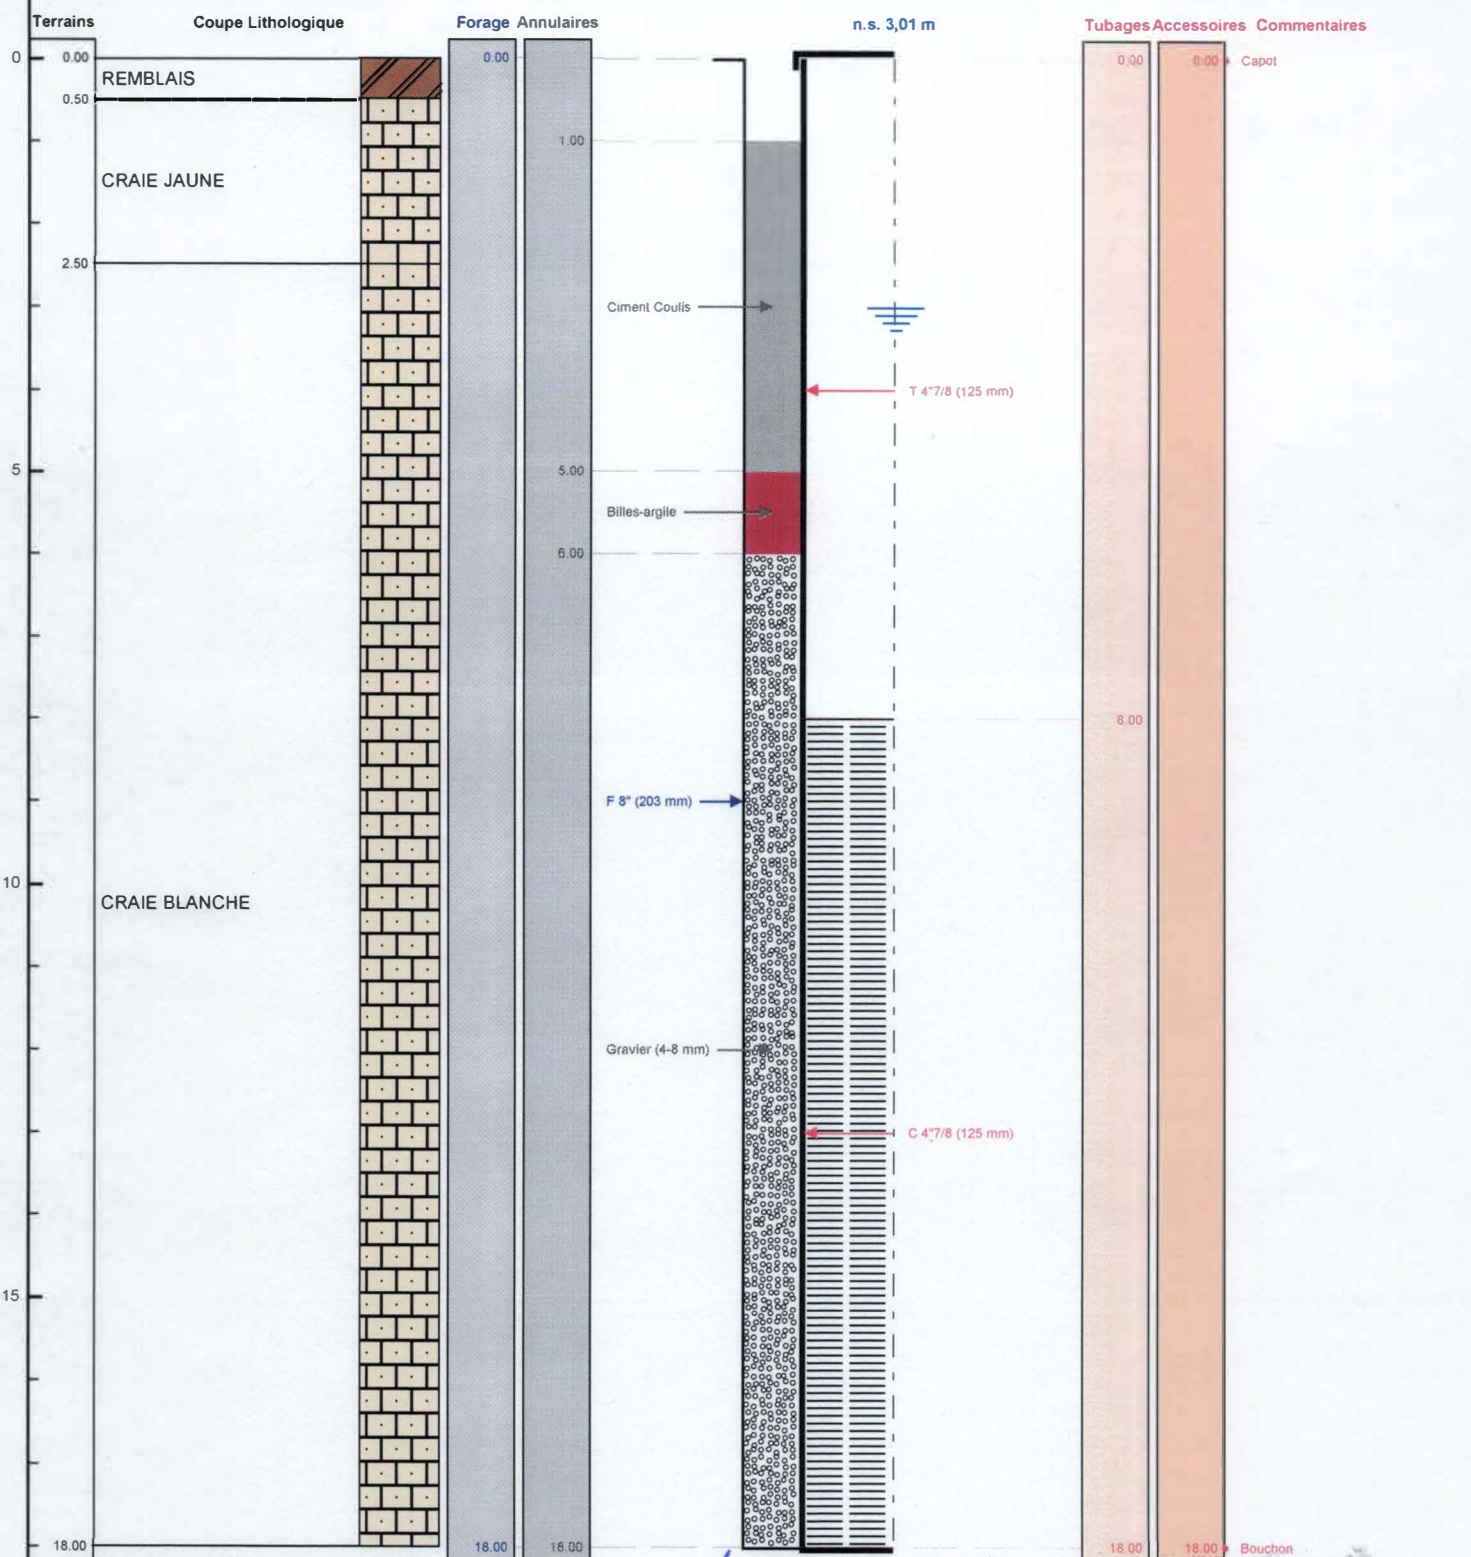 Terrains Coupe Lithologique Forage Annulaires n.s. 3,01 m Tubages Accessoires Commentaires
0 0.00 0.00 0.00 0.00 Capot
REMBLAIS
0.50
1.00
CRAIE JAUNE
2.50
Ciment Coulis
T 4"7/8 (125 mm)
5 5.00
Billes-argile
6.00
8.00
F 8" (203 mm)
10
CRAIE BLANCHE
Gravier (4-8 mm)
C 4"7/8 (125 mm)
15
18.00 18.00 18.00 18.00 18.00 Bouchon